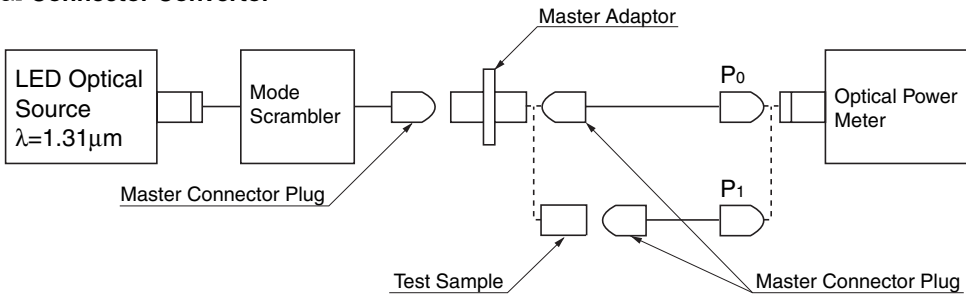 Connector Converter
Master Adaptor
LED Optical
Source
λ=1.31μm
Mode
Scrambler
P0
Optical Power
Meter
Master Connector Plug
P1
Test Sample
Master Connector Plug